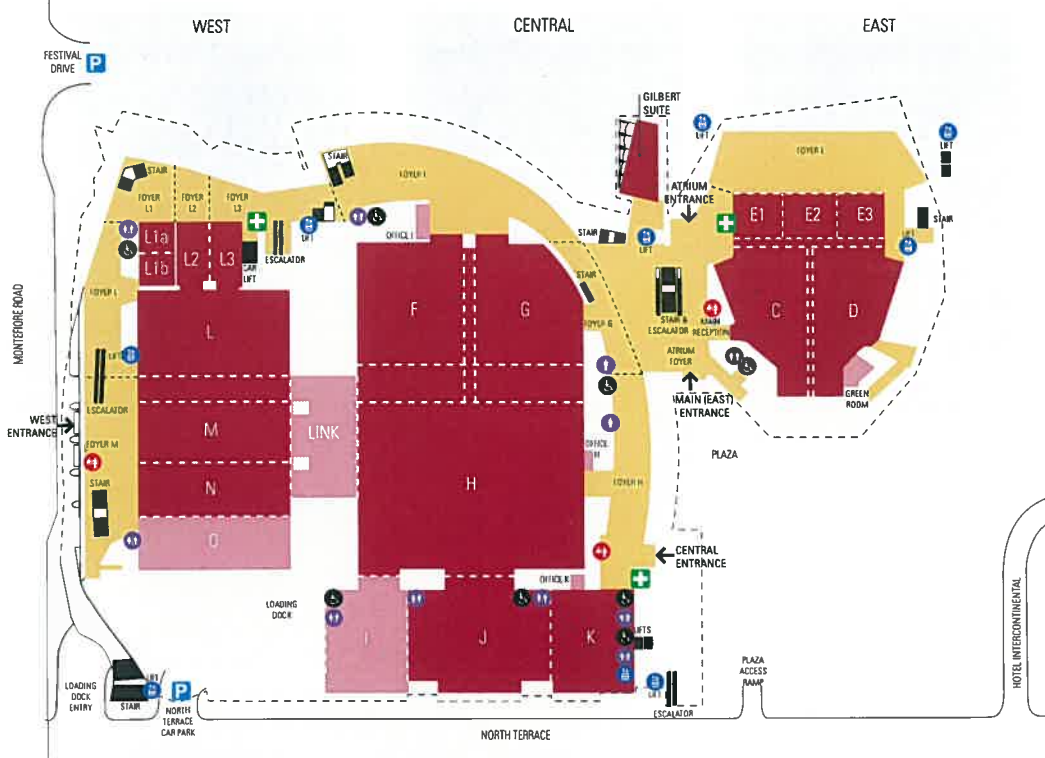 WEST
CENTRAL
EAST
FESTIVAL
DRIVE
P
GILBERT
SUITE
LIFT
LIFT
FOYER E
STAIR
STAIR
FOYER
L1
FOYER
L2
FOYER
L3
ATRIUM
ENTRANCE
E1
E2
E3
STAIR
L1a
L1b
L2
L3
CAR
LIFT
ESCALATOR
LIFT
OFFICE
STAIR
LIFT
LIFT
MONTEFIORE ROAD
FOYER L
L
F
G
STAIR
FOYER G
STAIR &
ESCALATOR
MAIN
RECEPTION
C
D
LIFT
ATRIUM
FOYER
GREEN
ROOM
ESCALATOR
MAIN (EAST)
ENTRANCE
WEST
ENTRANCE
FOYER M
M
LINK
OFFICE
H
PLAZA
STAIR
N
H
FOYER H
O
CENTRAL
ENTRANCE
OFFICE K
LOADING
DOCK
J
K
LIFTS
LOADING
DOCK
ENTRY
LIFT
STAIR
P
NORTH
TERRACE
CAR PARK
LIFT
ESCALATOR
PLAZA
ACCESS
RAMP
HOTEL INTERCONTINENTAL
NORTH TERRACE